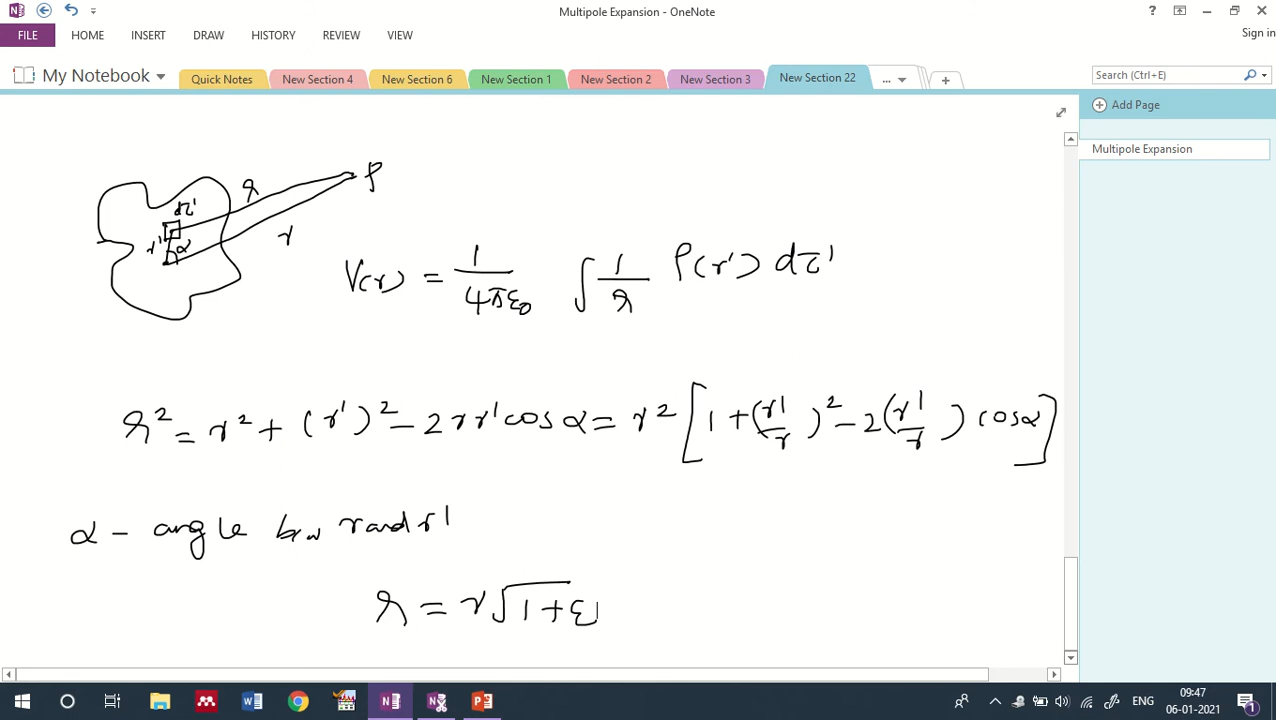 Multipole Expansion - OneNote
?
Sign in
FILE HOME INSERT DRAW HISTORY REVIEW VIEW
My Notebook Quick Notes New Section 4 New Section 6 New Section 1 New Section 2 New Section 3 New Section 22 ... +
Search (Ctrl+E)
Add Page
Multipole Expansion
P
𝓇
dτ'
r' α
r
V(r) = 1/4πε₀ ∫ 1/𝓇 ρ(r') dτ'
𝓇² = r² + (r')² - 2rr' cos α = r² [1 + (r'/r)² - 2(r'/r) cos α]
α - angle b/w r and r'
𝓇 = r√1+ε
ENG
09:47
06-01-2021
1